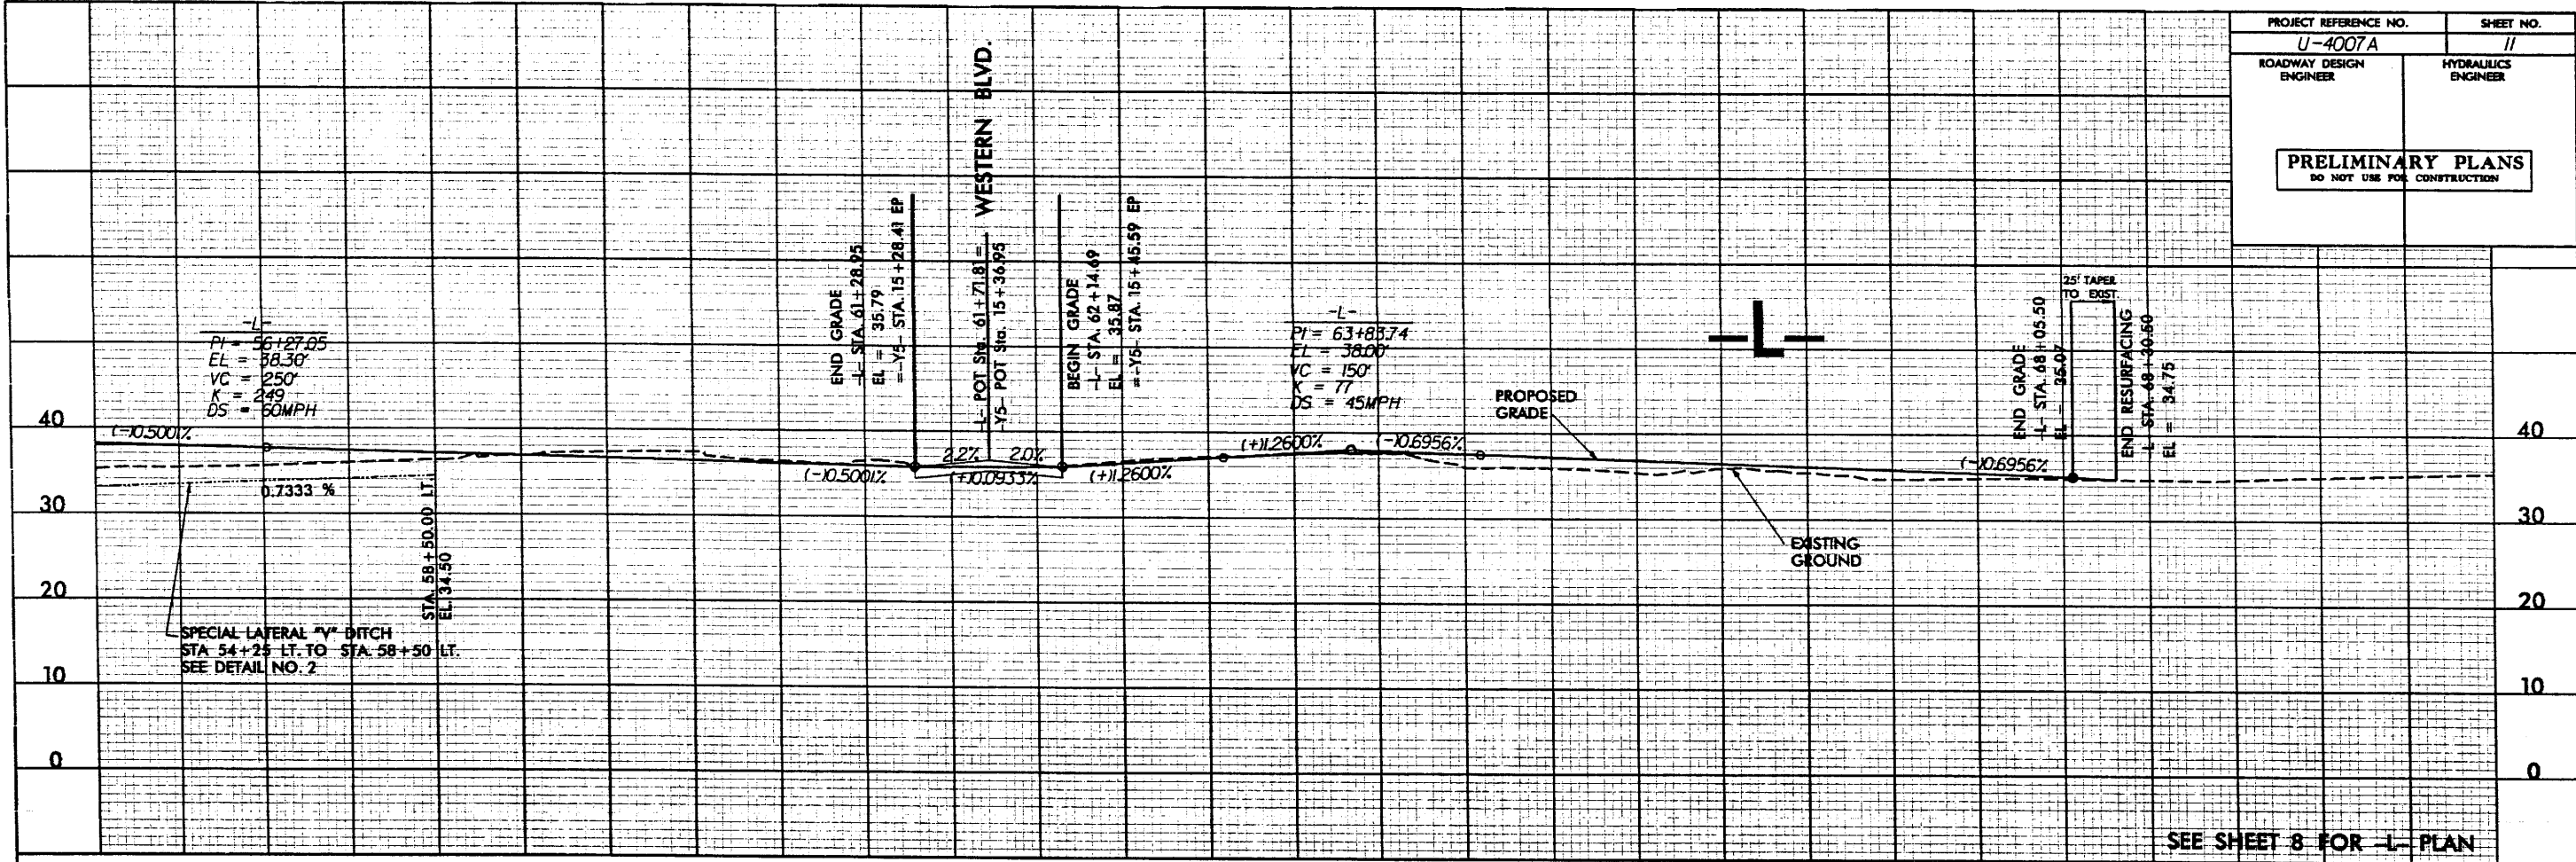 PROJECT REFERENCE NO. SHEET NO.
U-4007A 11
ROADWAY DESIGN ENGINEER
HYDRAULICS ENGINEER
PRELIMINARY PLANS
DO NOT USE FOR CONSTRUCTION
-L-
PI = 56+27.05
EL = 38.30'
VC = 250'
K = 249
DS = 60MPH
END GRADE
-L- STA. 61+28.95
EL = 35.79
=-Y5- STA. 15+28.41 EP
-L- POT Sta. 61+71.81 =
-Y5- POT Sta. 15+36.95
WESTERN BLVD.
BEGIN GRADE
-L- STA. 62+14.69
EL = 35.87
=-Y5- STA. 15+45.59 EP
-L-
PI = 63+83.74
EL = 38.00'
VC = 150'
K = 77
DS = 45MPH
-L-
25' TAPER
TO EXIST.
END GRADE
-L- STA. 68+05.50
EL = 35.07
END RESURFACING
-L- STA. 68+30.50
EL = 34.75
PROPOSED
GRADE
40
(-)0.5001%
0.7333 %
(-)0.5001%
2.2% 2.0%
(+)0.0933%
(+)1.2600%
(+)1.2600%
(-)0.6956%
(-)0.6956%
40
30
30
EXISTING
GROUND
STA. 58+50.00 LT.
EL. 34.50
20
20
SPECIAL LATERAL "V" DITCH
STA 54+25 LT. TO STA. 58+50 LT.
SEE DETAIL NO. 2
10
10
0
0
SEE SHEET 8 FOR -L- PLAN